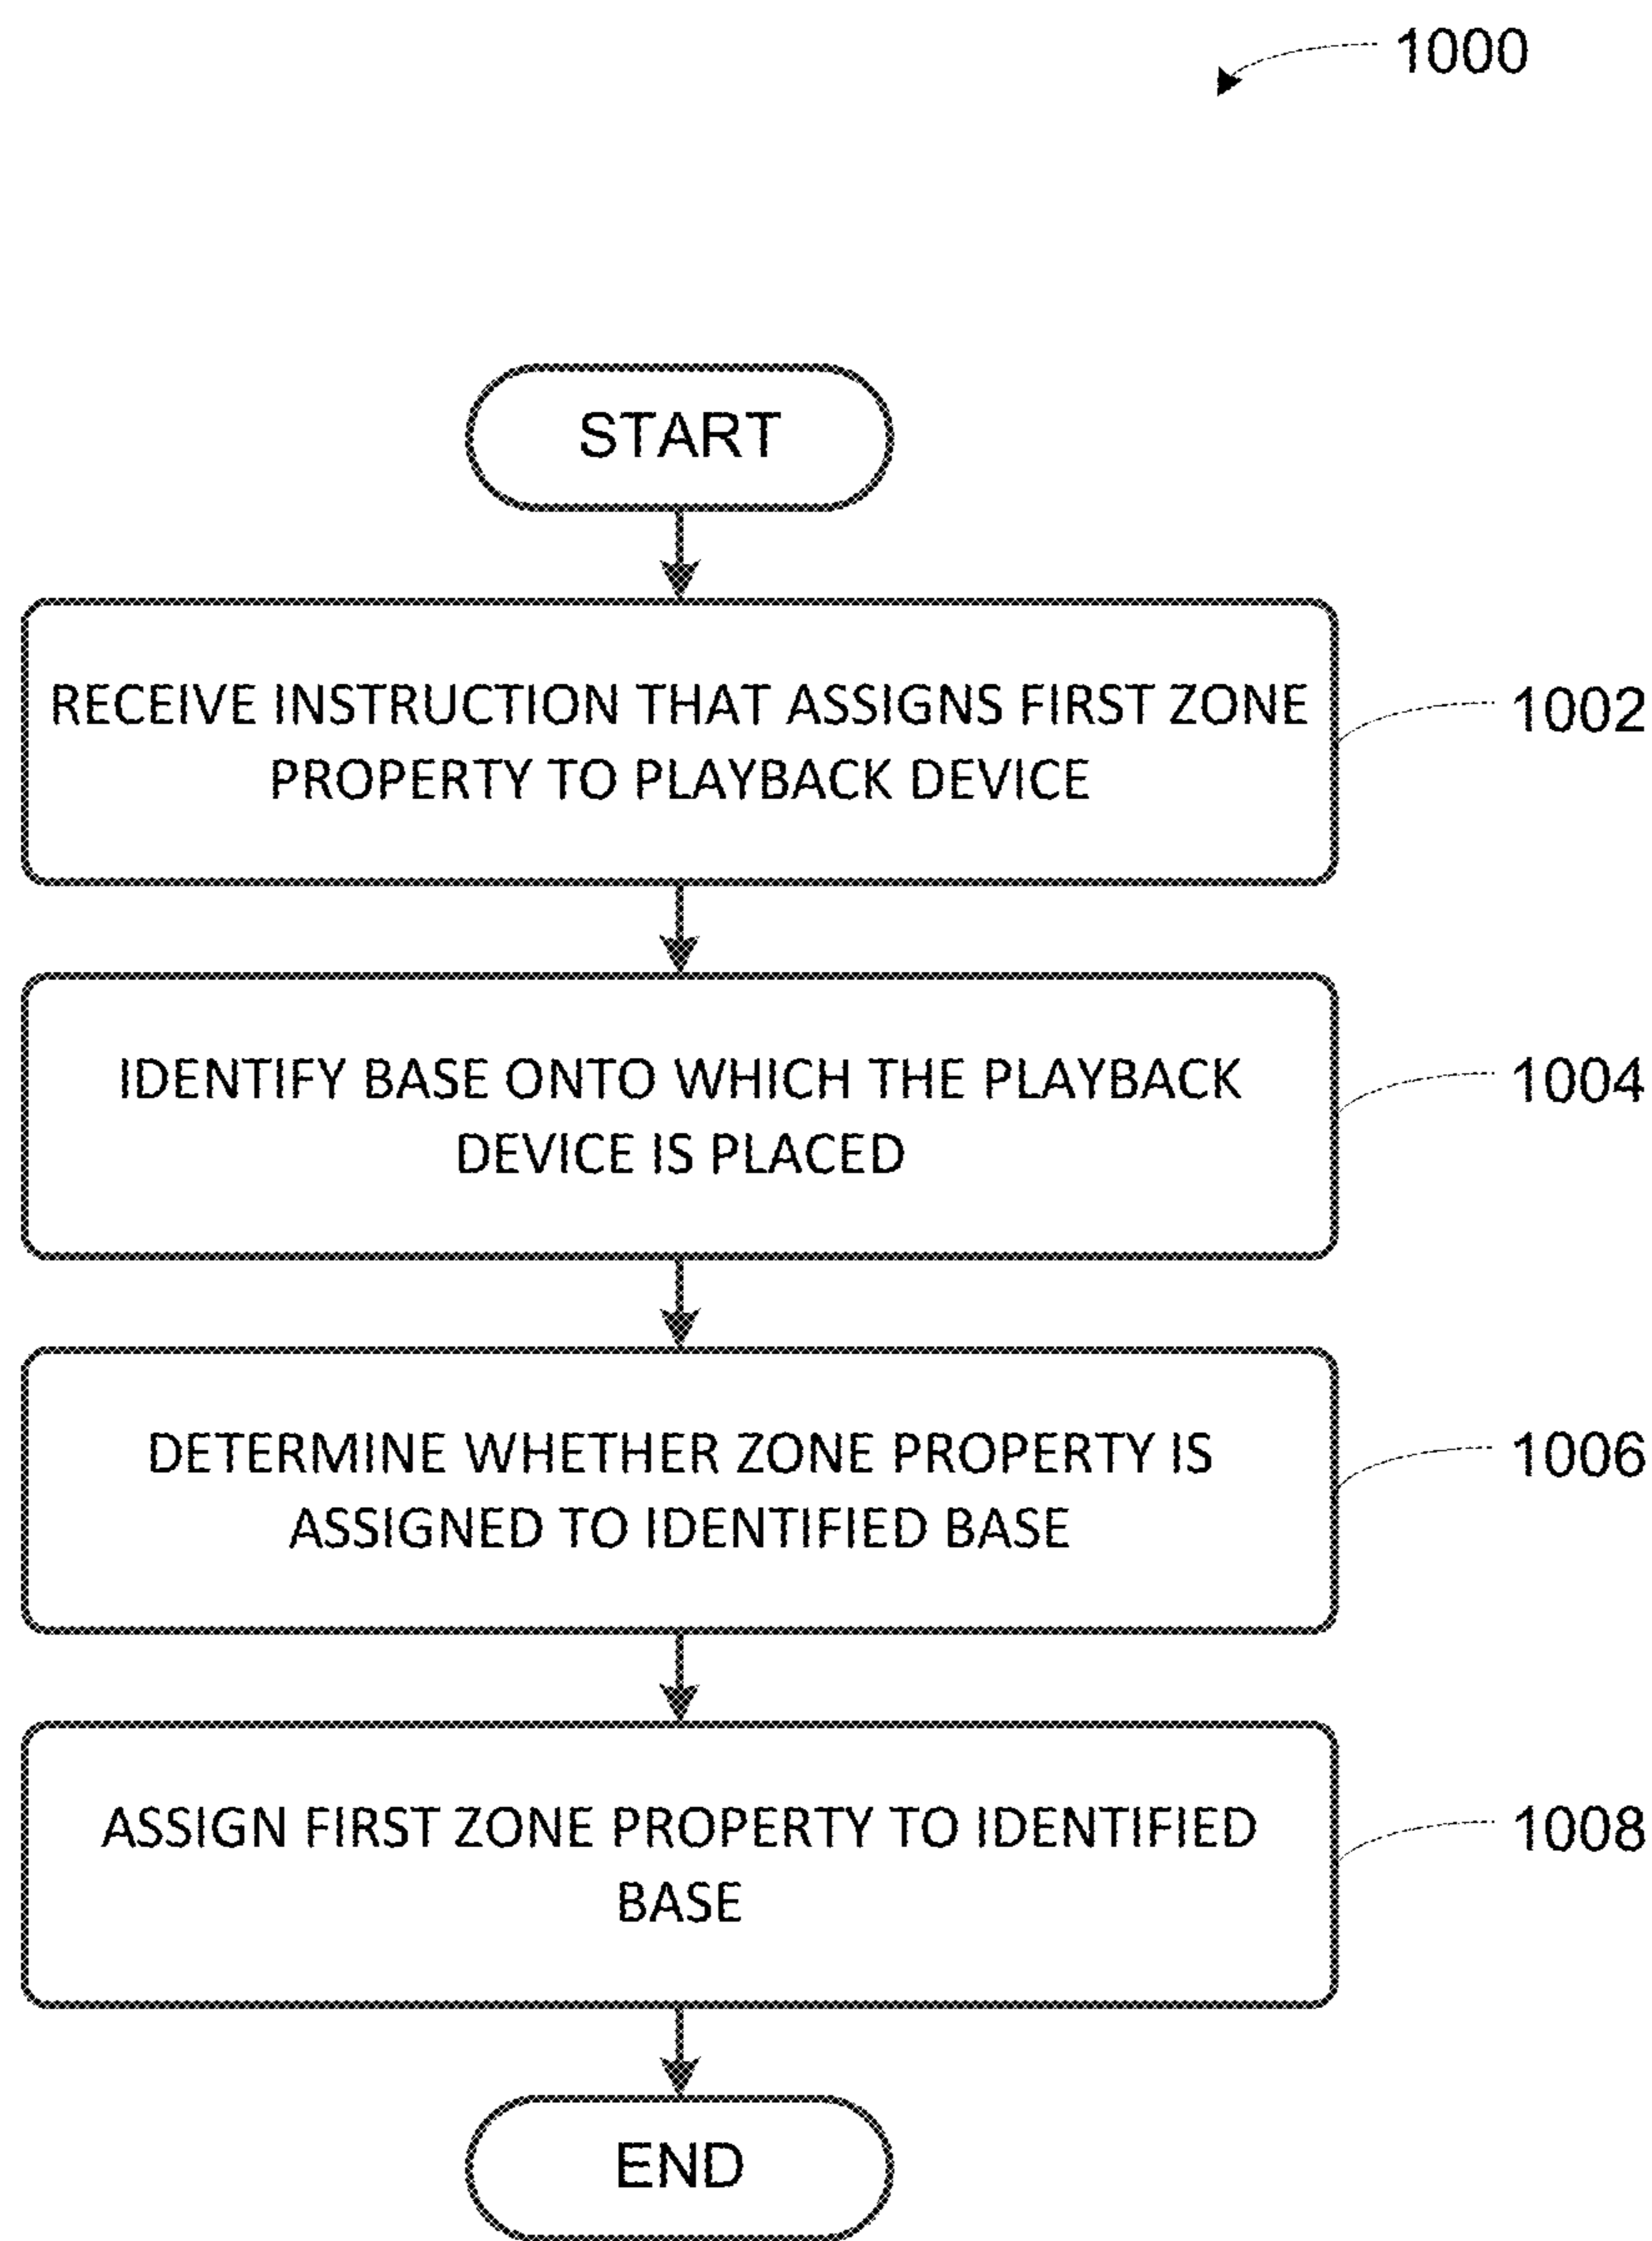 1000
START
RECEIVE INSTRUCTION THAT ASSIGNS FIRST ZONE
PROPERTY TO PLAYBACK DEVICE
1002
IDENTIFY BASE ONTO WHICH THE PLAYBACK
DEVICE IS PLACED
1004
DETERMINE WHETHER ZONE PROPERTY IS
ASSIGNED TO IDENTIFIED BASE
1006
ASSIGN FIRST ZONE PROPERTY TO IDENTIFIED
BASE
1008
END